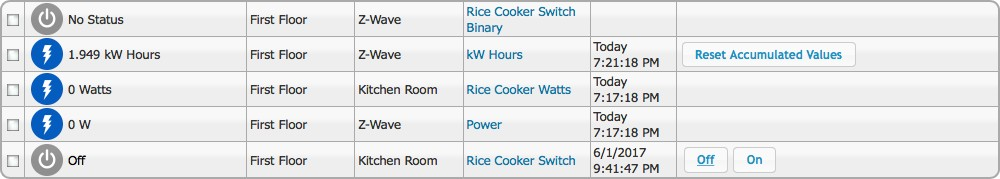 No Status First Floor Z-Wave Rice Cooker Switch
Binary
1.949 kW Hours First Floor Z-Wave kW Hours Today
7:21:18 PM Reset Accumulated Values
0 Watts First Floor Kitchen Room Rice Cooker Watts Today
7:17:18 PM
0 W First Floor Z-Wave Power Today
7:17:18 PM
Off First Floor Kitchen Room Rice Cooker Switch 6/1/2017
9:41:47 PM Off On